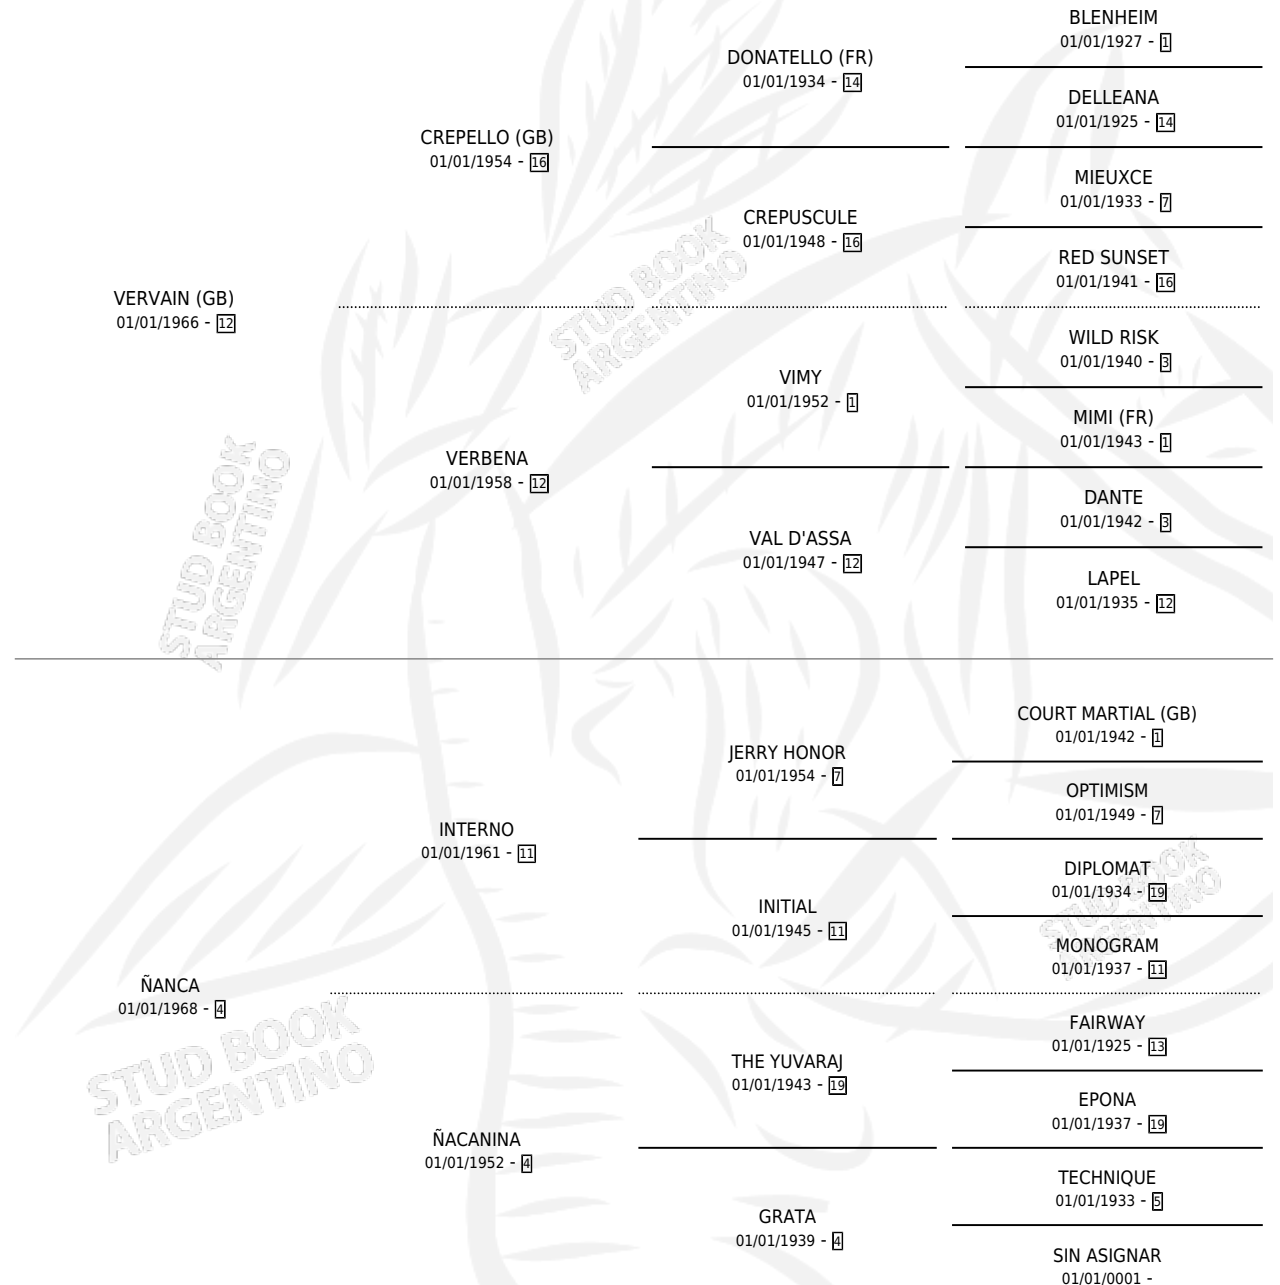 BLENHEIM
01/01/1927 - 1
DONATELLO (FR)
01/01/1934 - 14
DELLEANA
01/01/1925 - 14
CREPELLO (GB)
01/01/1954 - 16
MIEUXCE
01/01/1933 - 7
CREPUSCULE
01/01/1948 - 16
RED SUNSET
01/01/1941 - 16
VERVAIN (GB)
01/01/1966 - 12
WILD RISK
01/01/1940 - 3
VIMY
01/01/1952 - 1
MIMI (FR)
01/01/1943 - 1
VERBENA
01/01/1958 - 12
DANTE
01/01/1942 - 3
VAL D'ASSA
01/01/1947 - 12
LAPEL
01/01/1935 - 12
STUD BOOK
ARGENTINO
STUD BOOK
ARGENTINO
COURT MARTIAL (GB)
01/01/1942 - 1
JERRY HONOR
01/01/1954 - 7
OPTIMISM
01/01/1949 - 7
INTERNO
01/01/1961 - 11
DIPLOMAT
01/01/1934 - 19
INITIAL
01/01/1945 - 11
MONOGRAM
01/01/1937 - 11
ÑANCA
01/01/1968 - 4
FAIRWAY
01/01/1925 - 13
THE YUVARAJ
01/01/1943 - 19
EPONA
01/01/1937 - 19
ÑACANINA
01/01/1952 - 4
TECHNIQUE
01/01/1933 - 5
GRATA
01/01/1939 - 4
SIN ASIGNAR
01/01/0001 -
STUD BOOK
ARGENTINO
STUD BOOK
ARGENTINO